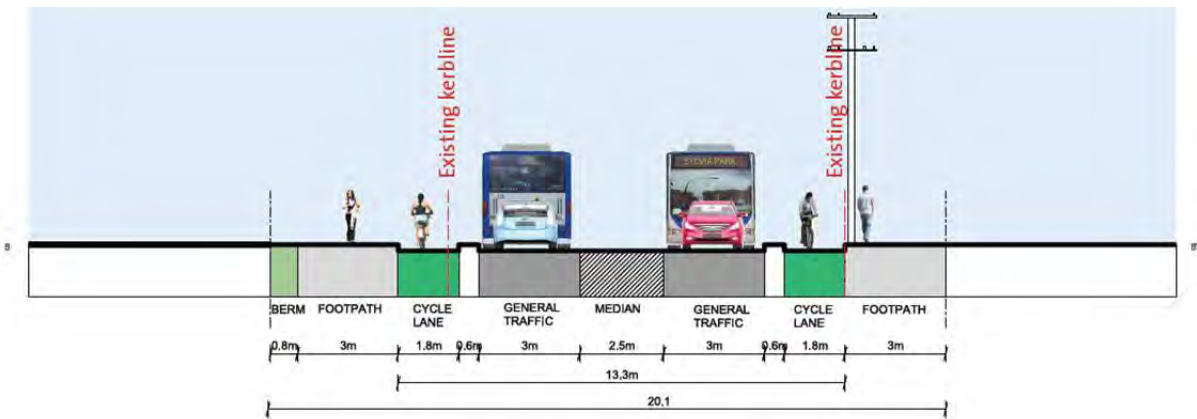 Existing kerbline
Existing kerbline
SYLVIA PARK
BERM
FOOTPATH
CYCLE
LANE
GENERAL
TRAFFIC
MEDIAN
GENERAL
TRAFFIC
CYCLE
LANE
FOOTPATH
0,8m
3m
1.8m
0.6m
3m
2.5m
3m
0.6m
1.8m
3m
13,3m
20,1